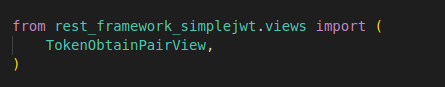 from rest_framework_simplejwt.views import (
    TokenObtainPairView,
)